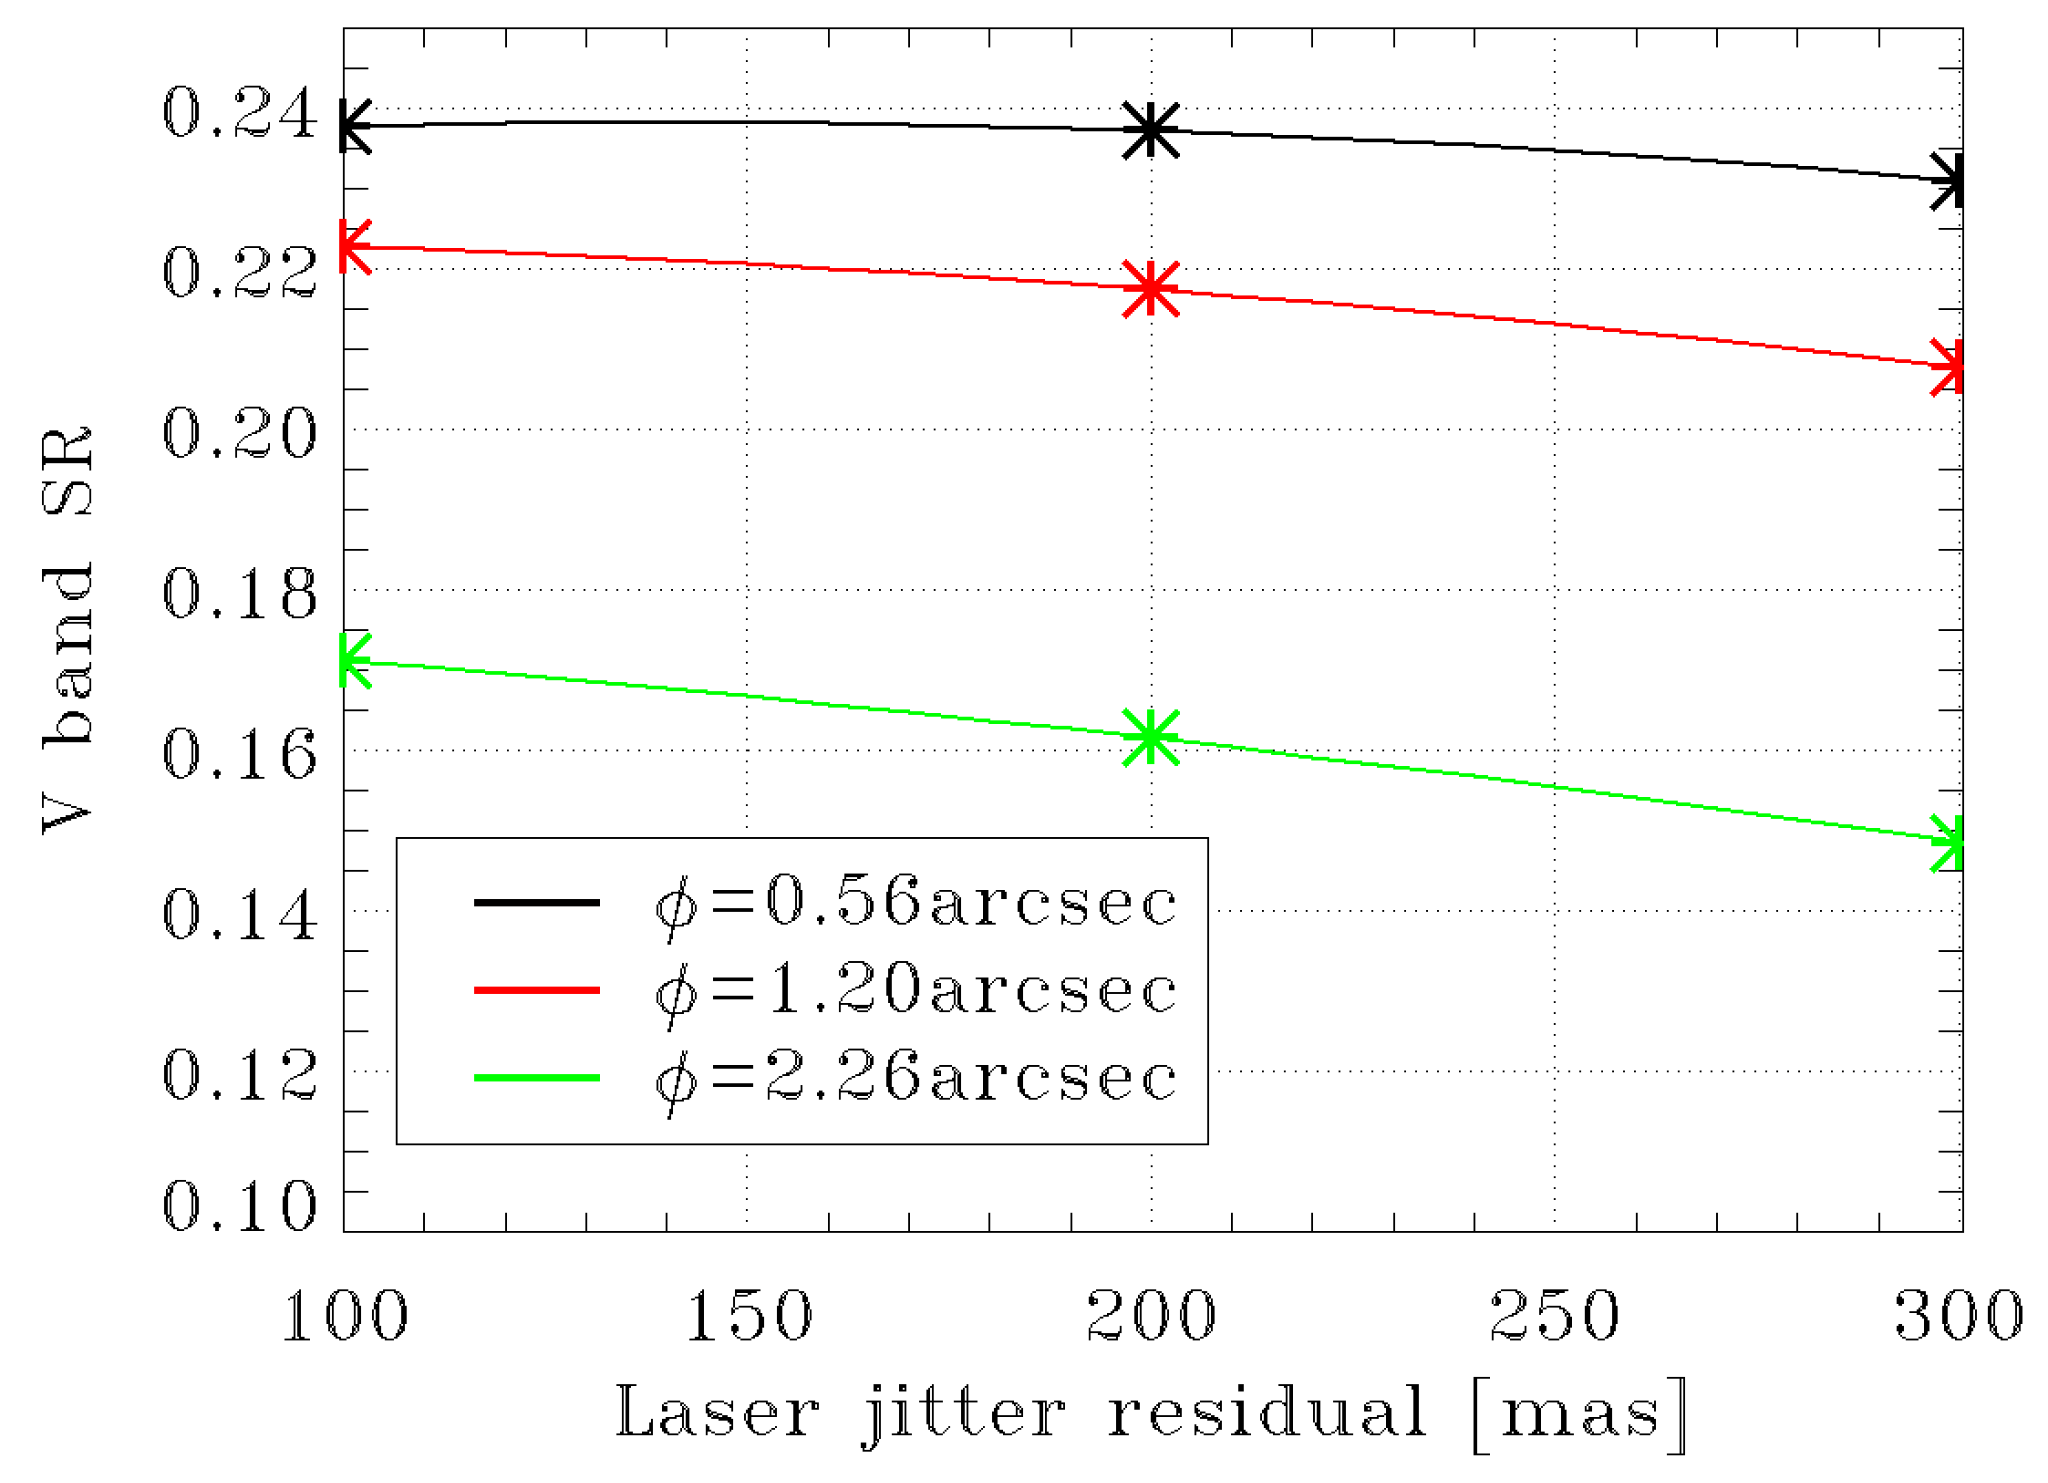 0.24
0.22
0.20
0.18
0.16
0.14
0.12
0.10
V band SR
ϕ=0.56arcsec
ϕ=1.20arcsec
ϕ=2.26arcsec
100 150 200 250 300
Laser jitter residual [mas]